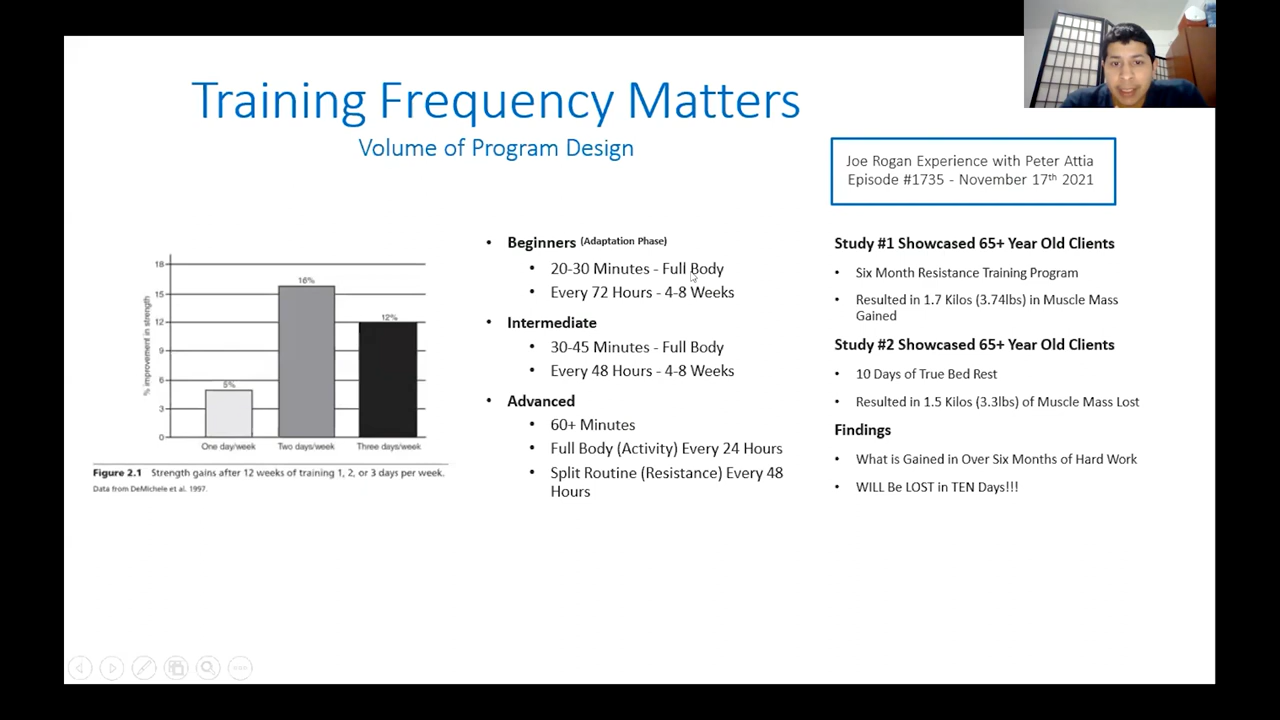 Training Frequency Matters
Volume of Program Design
Joe Rogan Experience with Peter Attia
Episode #1735 - November 17th 2021
% improvement in strength
18
15
12
9
6
3
0
5%
16%
12%
One day/week
Two days/week
Three days/week
Figure 2.1 Strength gains after 12 weeks of training 1, 2, or 3 days per week.
Data from DeMichele et al. 1997.
• Beginners (Adaptation Phase)
• 20-30 Minutes - Full Body
• Every 72 Hours - 4-8 Weeks
• Intermediate
• 30-45 Minutes - Full Body
• Every 48 Hours - 4-8 Weeks
• Advanced
• 60+ Minutes
• Full Body (Activity) Every 24 Hours
• Split Routine (Resistance) Every 48
Hours
Study #1 Showcased 65+ Year Old Clients
• Six Month Resistance Training Program
• Resulted in 1.7 Kilos (3.74lbs) in Muscle Mass
Gained
Study #2 Showcased 65+ Year Old Clients
• 10 Days of True Bed Rest
• Resulted in 1.5 Kilos (3.3lbs) of Muscle Mass Lost
Findings
• What is Gained in Over Six Months of Hard Work
• WILL Be LOST in TEN Days!!!